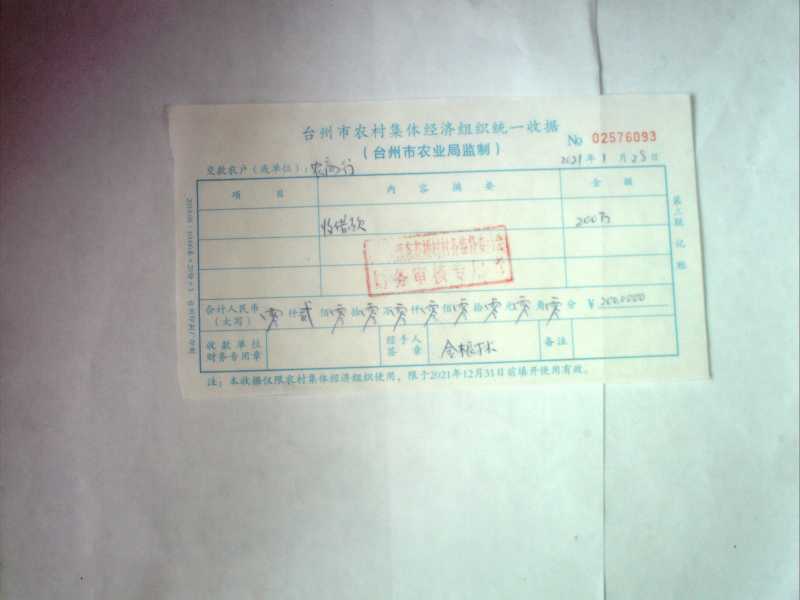 台州市农村集体经济组织统一收据
(台州市农业局监制)
No 02576093
交款农户(或单位): 农商行
2021年1月28日
项 目 内 容 摘 要 金 额
收借款 200万
财务审核专用章
合计人民币(大写) 零仟贰佰零拾零万零仟零佰零拾零元零角零分 ¥2000000
收款单位财务专用章
经手人签章
备注
第三联 记账
注:本收据仅限农村集体经济组织使用,限于2021年12月31日前填开使用有效。